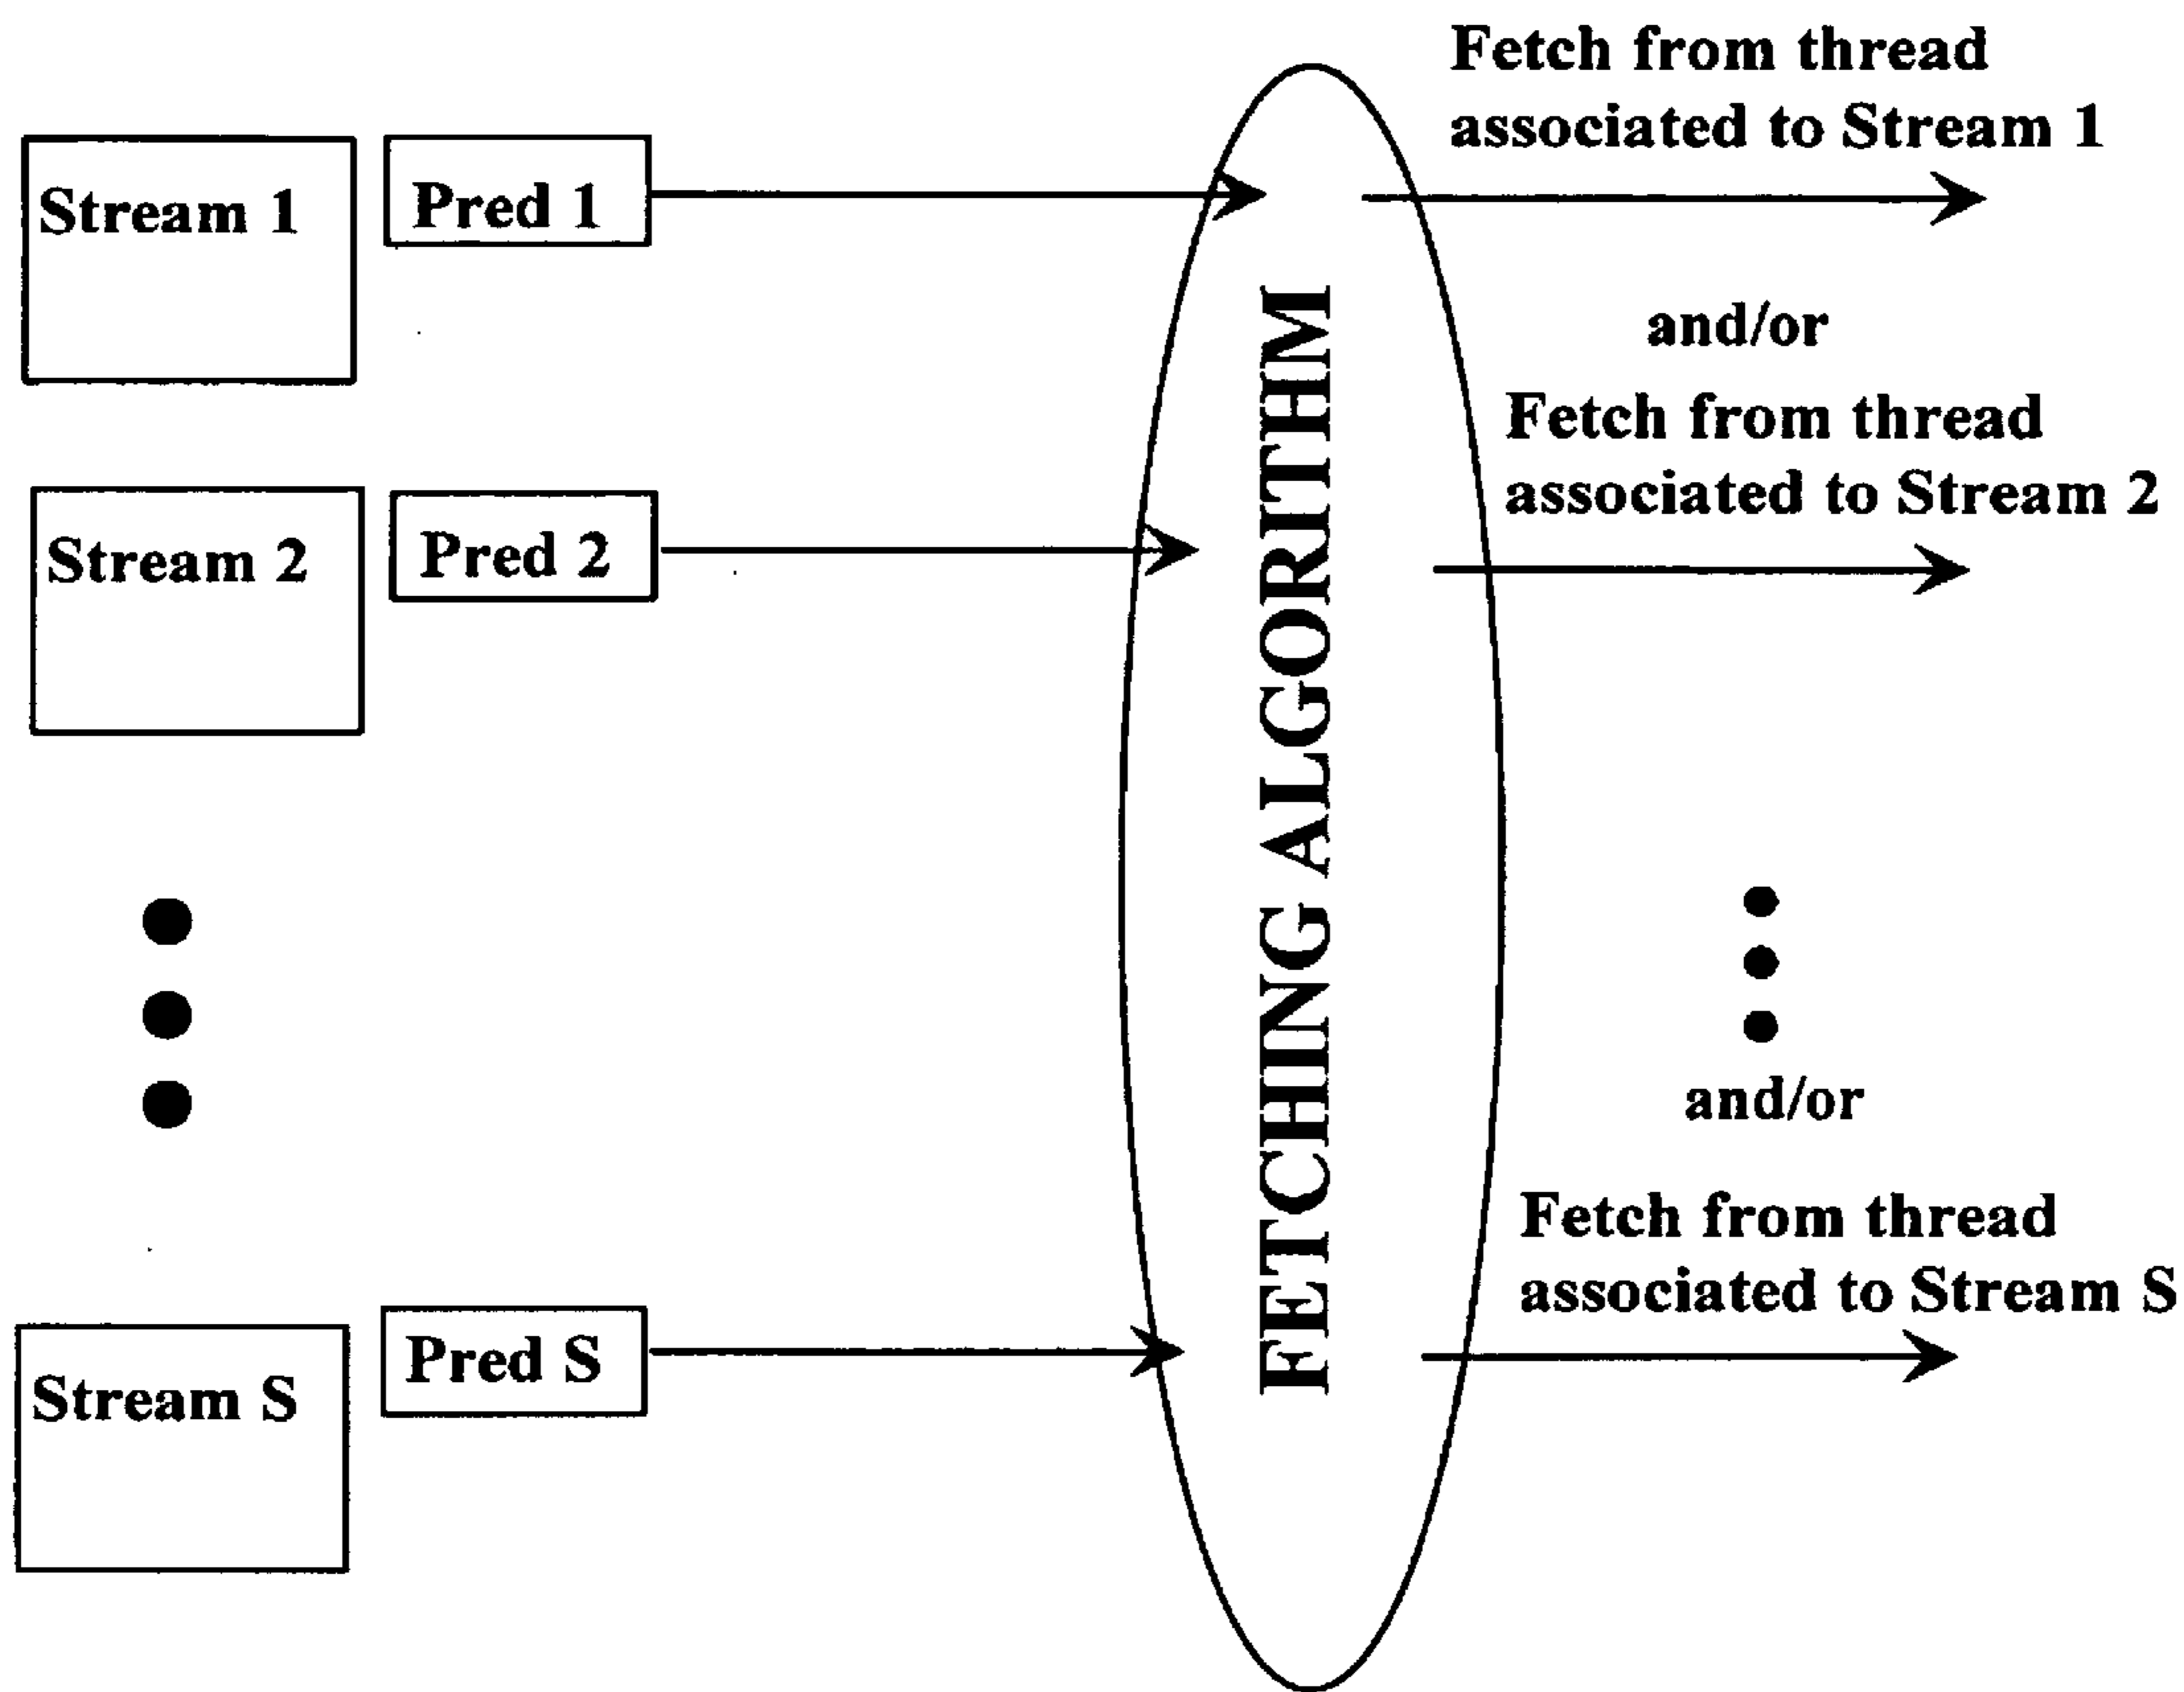 Fetch from thread
associated to Stream 1
Stream 1
Pred 1
and/or
Fetch from thread
associated to Stream 2
Stream 2
Pred 2
FETCHING ALGORITHM
and/or
Fetch from thread
associated to Stream S
Pred S
Stream S